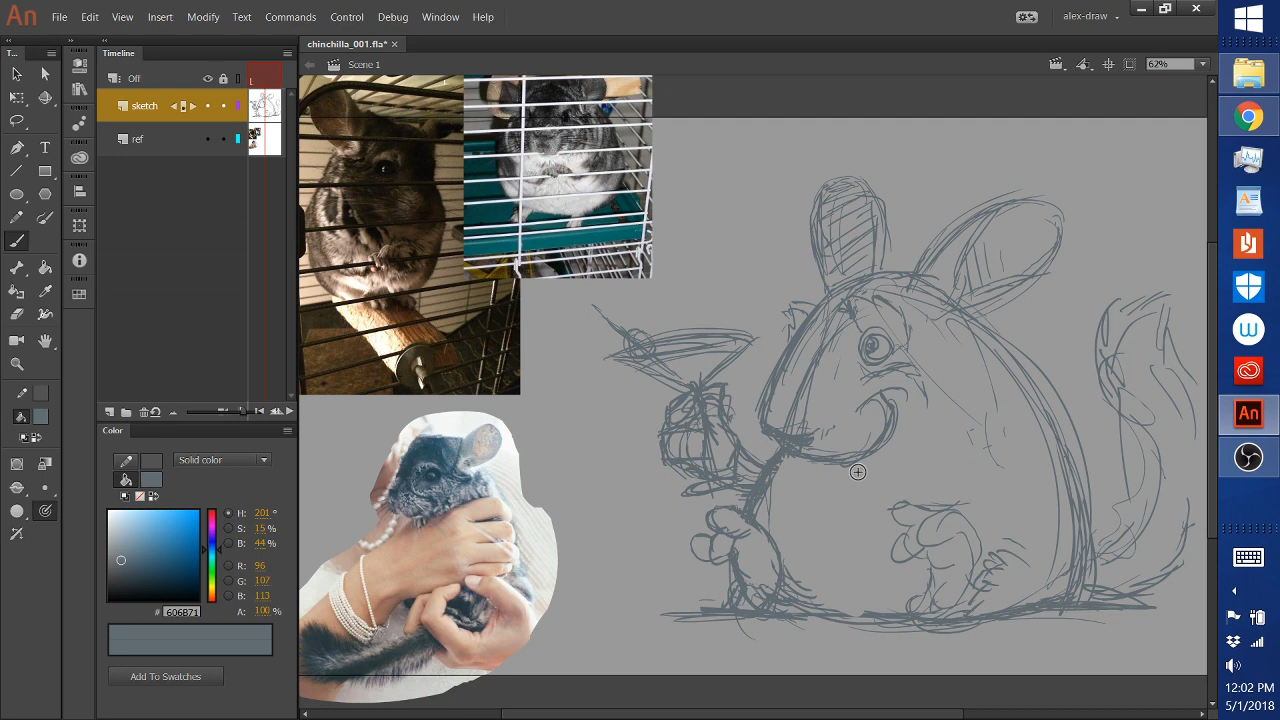 An File Edit View Insert Modify Text Commands Control Debug Window Help alex-draw
T... Timeline chinchilla_001.fla*
Scene 1 62%
Off
sketch
ref
Color
Solid color
H: 201 °
S: 15 %
B: 44 %
R: 96
G: 107
B: 113
# 606B71 A: 100 %
Add To Swatches
An
12:02 PM
5/1/2018